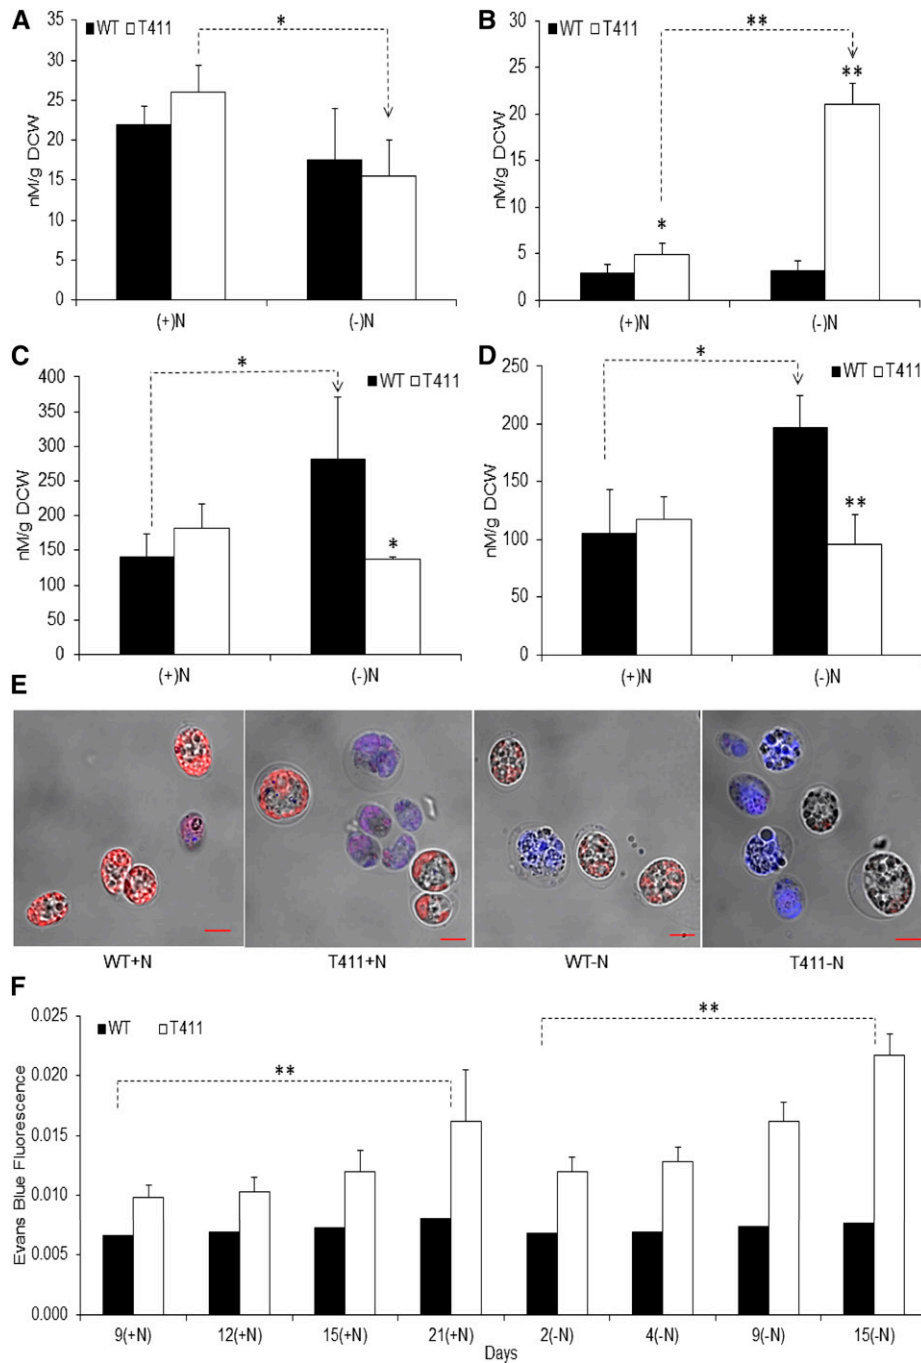 A
WT T411
*
35
30
25
20
15
10
5
0
nM/g DCW
(+)N (-)N
B
WT T411
**
**
*
30
25
20
15
10
5
0
nM/g DCW
(+)N (-)N
C
*
WT T411
*
400
350
300
250
200
150
100
50
0
nM/g DCW
(+)N (-)N
D
*
WT T411
**
250
200
150
100
50
0
nM/g DCW
(+)N (-)N
E
WT+N T411+N WT-N T411-N
F
WT T411
**
**
0.025
0.020
0.015
0.010
0.005
0.000
Evans Blue Fluorescence
9(+N) 12(+N) 15(+N) 21(+N) 2(-N) 4(-N) 9(-N) 15(-N)
Days